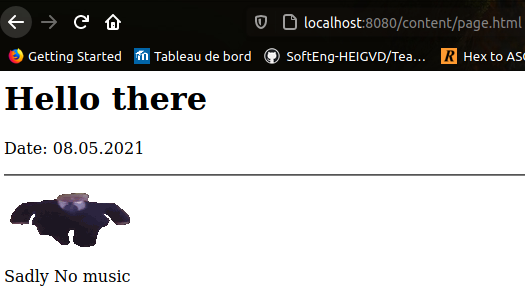 localhost:8080/content/page.html
Getting Started Tableau de bord SoftEng-HEIGVD/Tea… Hex to ASC
Hello there
Date: 08.05.2021
Sadly No music